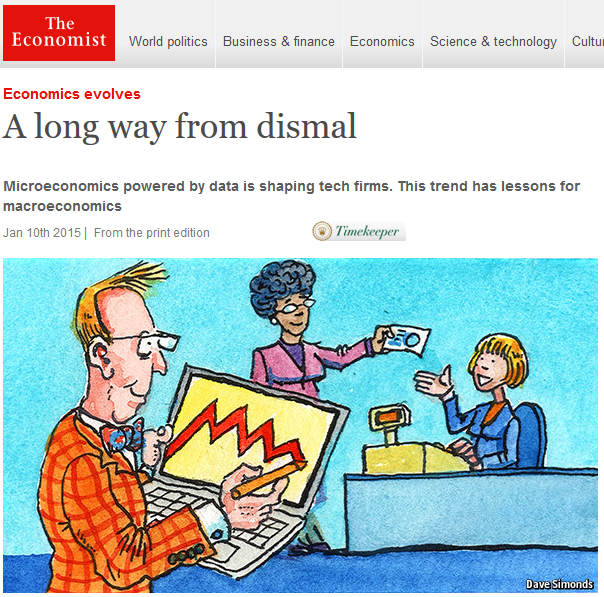 The
Economist
World politics
Business & finance
Economics
Science & technology
Cultu
Economics evolves
A long way from dismal
Microeconomics powered by data is shaping tech firms. This trend has lessons for
macroeconomics
Jan 10th 2015 | From the print edition
Timekeeper
Dave Simonds